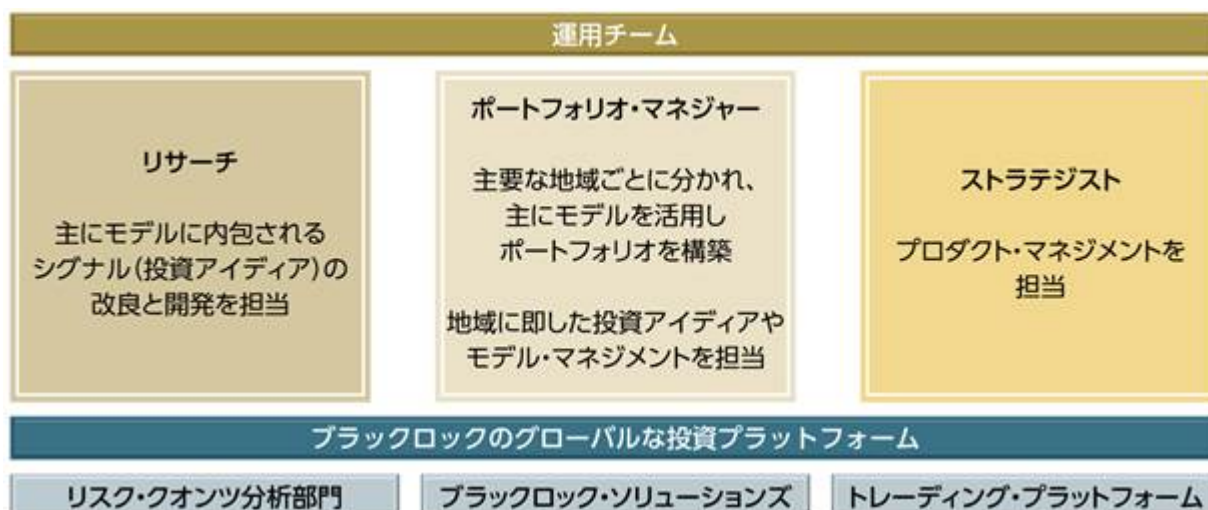 運用チーム
リサーチ
主にモデルに内包される
シグナル(投資アイディア)の
改良と開発を担当
ポートフォリオ・マネジャー
主要な地域ごとに分かれ、
主にモデルを活用し
ポートフォリオを構築
地域に即した投資アイディアや
モデル・マネジメントを担当
ストラテジスト
プロダクト・マネジメントを
担当
ブラックロックのグローバルな投資プラットフォーム
リスク・クオンツ分析部門
ブラックロック・ソリューションズ
トレーディング・プラットフォーム